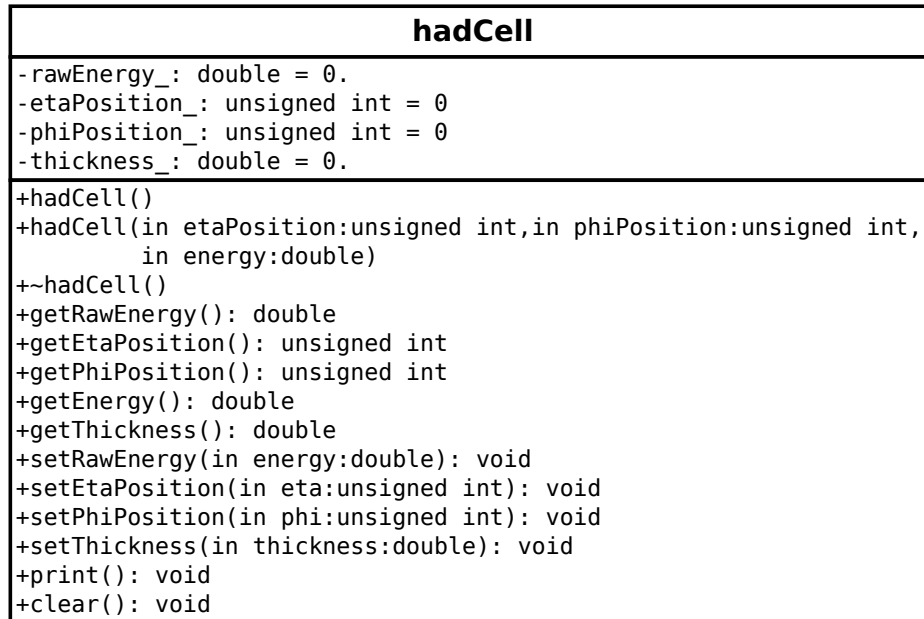 hadCell
-rawEnergy_: double = 0.
-etaPosition_: unsigned int = 0
-phiPosition_: unsigned int = 0
-thickness_: double = 0.
+hadCell()
+hadCell(in etaPosition:unsigned int,in phiPosition:unsigned int,
in energy:double)
+~hadCell()
+getRawEnergy(): double
+getEtaPosition(): unsigned int
+getPhiPosition(): unsigned int
+getEnergy(): double
+getThickness(): double
+setRawEnergy(in energy:double): void
+setEtaPosition(in eta:unsigned int): void
+setPhiPosition(in phi:unsigned int): void
+setThickness(in thickness:double): void
+print(): void
+clear(): void